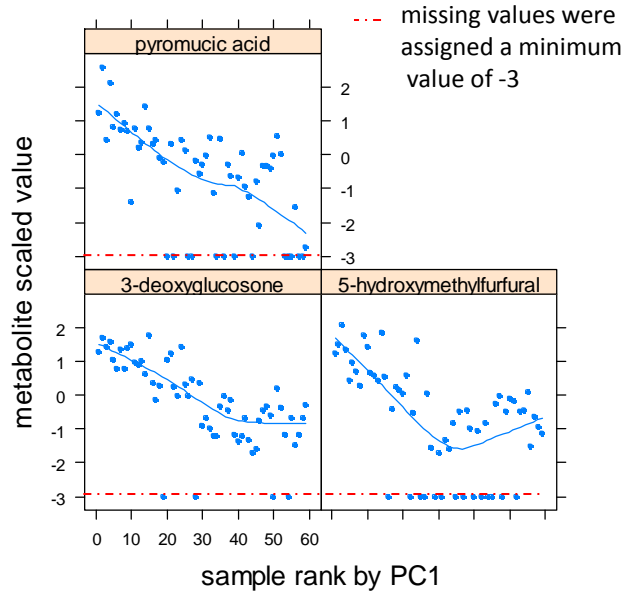 missing values were
assigned a minimum
value of -3
pyromucic acid
2
1
0
-1
-2
-3
metabolite scaled value
3-deoxyglucosone
5-hydroxymethylfurfural
2
1
0
-1
-2
-3
0 10 20 30 40 50 60
sample rank by PC1